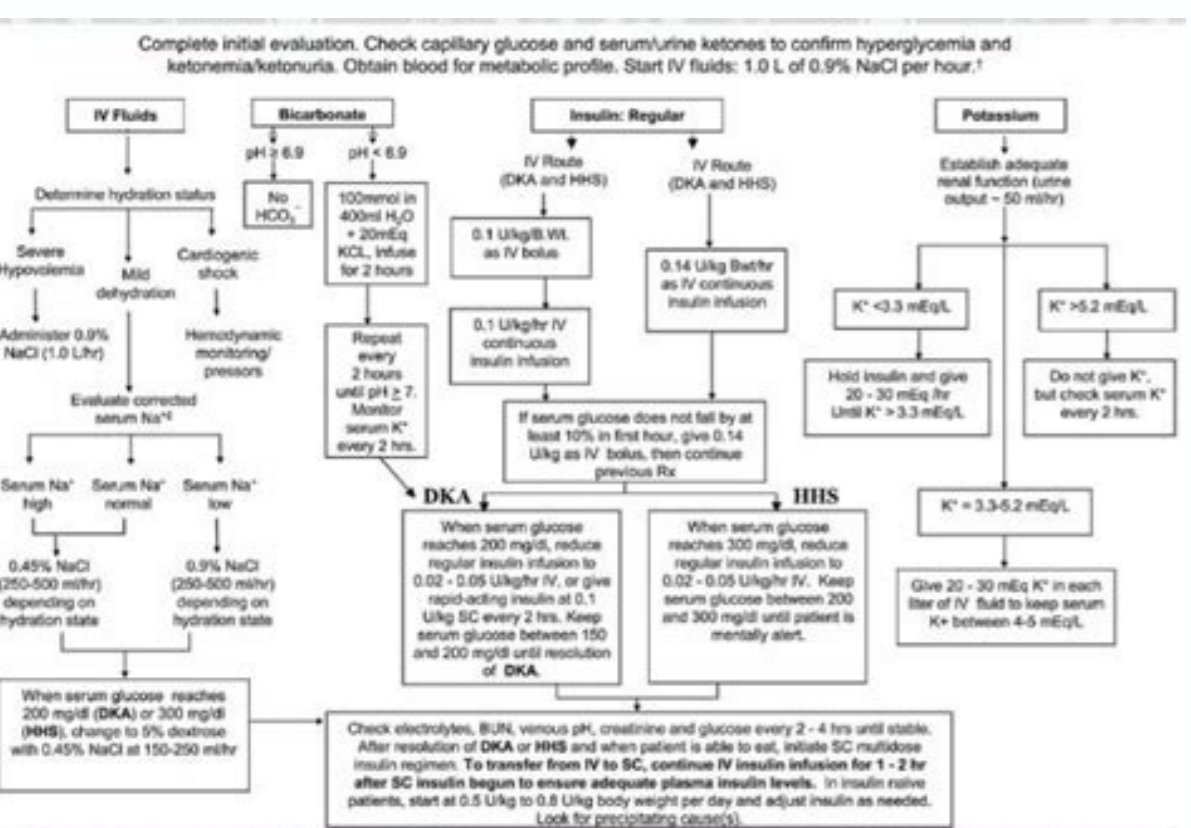 Complete initial evaluation. Check capillary glucose and serum/urine ketones to confirm hyperglycemia and
ketonemia/ketonuria. Obtain blood for metabolic profile. Start IV fluids: 1.0 L of 0.9% NaCl per hour.†
IV Fluids
Determine hydration status
Severe
Hypovolemia
Mild
dehydration
Cardiogenic
shock
Administer 0.9%
NaCl (1.0 L/hr)
Hemodynamic
monitoring/
pressors
Evaluate corrected
serum Na⁺‡
Serum Na⁺
high
Serum Na⁺
normal
Serum Na⁺
low
0.45% NaCl
(250-500 ml/hr)
depending on
hydration state
0.9% NaCl
(250-500 ml/hr)
depending on
hydration state
When serum glucose reaches
200 mg/dl (DKA) or 300 mg/dl
(HHS), change to 5% dextrose
with 0.45% NaCl at 150-250 ml/hr
Bicarbonate
pH ≥ 6.9
pH < 6.9
No
HCO₃⁻
100mmol in
400ml H₂O
+ 20mEq
KCL, infuse
for 2 hours
Repeat
every
2 hours
until pH ≥ 7.
Monitor
serum K⁺
every 2 hrs.
Insulin: Regular
IV Route
(DKA and HHS)
IV Route
(DKA and HHS)
0.1 U/kg/B.Wt.
as IV bolus
0.1 U/kg/hr IV
continuous
insulin infusion
0.14 U/kg Bwt/hr
as IV continuous
insulin infusion
If serum glucose does not fall by at
least 10% in first hour, give 0.14
U/kg as IV bolus, then continue
previous Rx
DKA
When serum glucose
reaches 200 mg/dl, reduce
regular insulin infusion to
0.02 - 0.05 U/kg/hr IV, or give
rapid-acting insulin at 0.1
U/kg SC every 2 hrs. Keep
serum glucose between 150
and 200 mg/dl until resolution
of DKA.
HHS
When serum glucose
reaches 300 mg/dl, reduce
regular insulin infusion to
0.02 - 0.05 U/kg/hr IV. Keep
serum glucose between 200
and 300 mg/dl until patient is
mentally alert.
Potassium
Establish adequate
renal function (urine
output ~ 50 ml/hr)
K⁺ <3.3 mEq/L
K⁺ >5.2 mEq/L
Hold insulin and give
20 - 30 mEq /hr
Until K⁺ > 3.3 mEq/L
Do not give K⁺,
but check serum K⁺
every 2 hrs.
K⁺ = 3.3-5.2 mEq/L
Give 20 - 30 mEq K⁺ in each
liter of IV fluid to keep serum
K+ between 4-5 mEq/L
Check electrolytes, BUN, venous pH, creatinine and glucose every 2 - 4 hrs until stable.
After resolution of DKA or HHS and when patient is able to eat, initiate SC multidose
insulin regimen. To transfer from IV to SC, continue IV insulin infusion for 1 - 2 hr
after SC insulin begun to ensure adequate plasma insulin levels. In insulin naïve
patients, start at 0.5 U/kg to 0.8 U/kg body weight per day and adjust insulin as needed.
Look for precipitating cause(s).